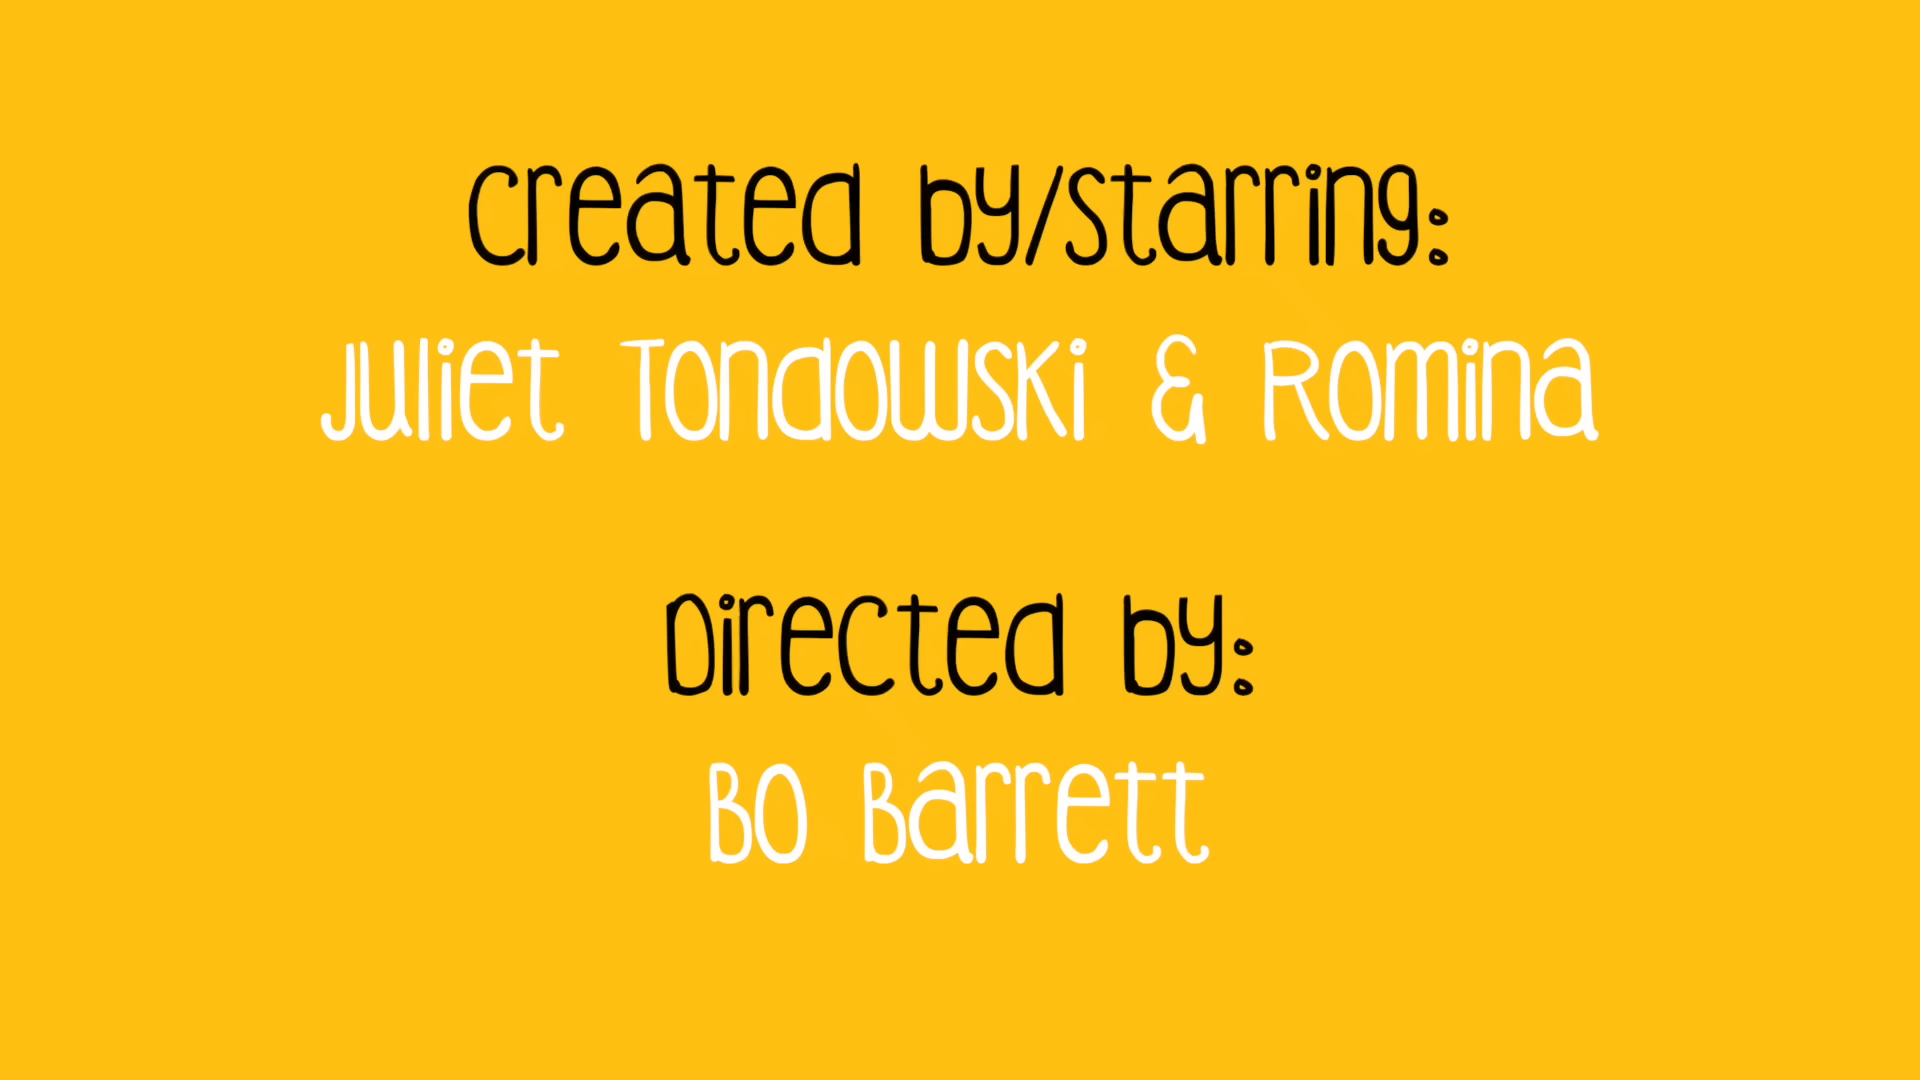 Created by/starring:
Juliet Tondowski & Romina
Directed by:
Bo Barrett